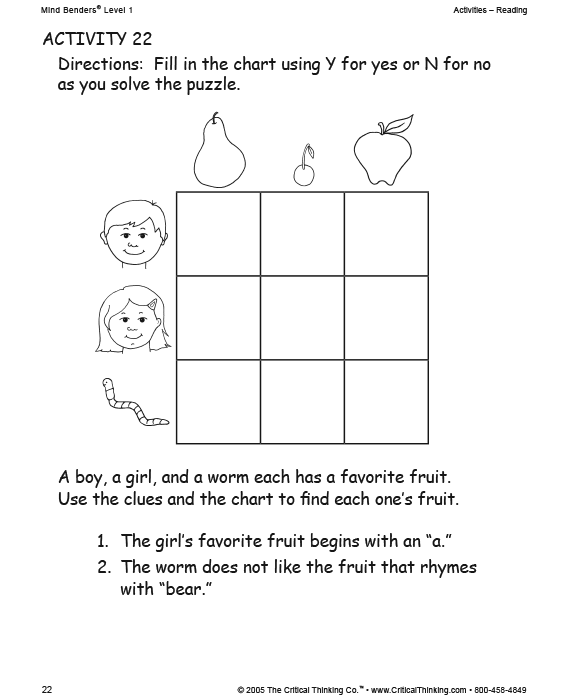 Mind Benders® Level 1
Activities – Reading
ACTIVITY 22
Directions:  Fill in the chart using Y for yes or N for no
as you solve the puzzle.
A boy, a girl, and a worm each has a favorite fruit.
Use the clues and the chart to find each one's fruit.
1. The girl's favorite fruit begins with an "a."
2. The worm does not like the fruit that rhymes
with "bear."
22
© 2005 The Critical Thinking Co.™ • www.CriticalThinking.com • 800-458-4849